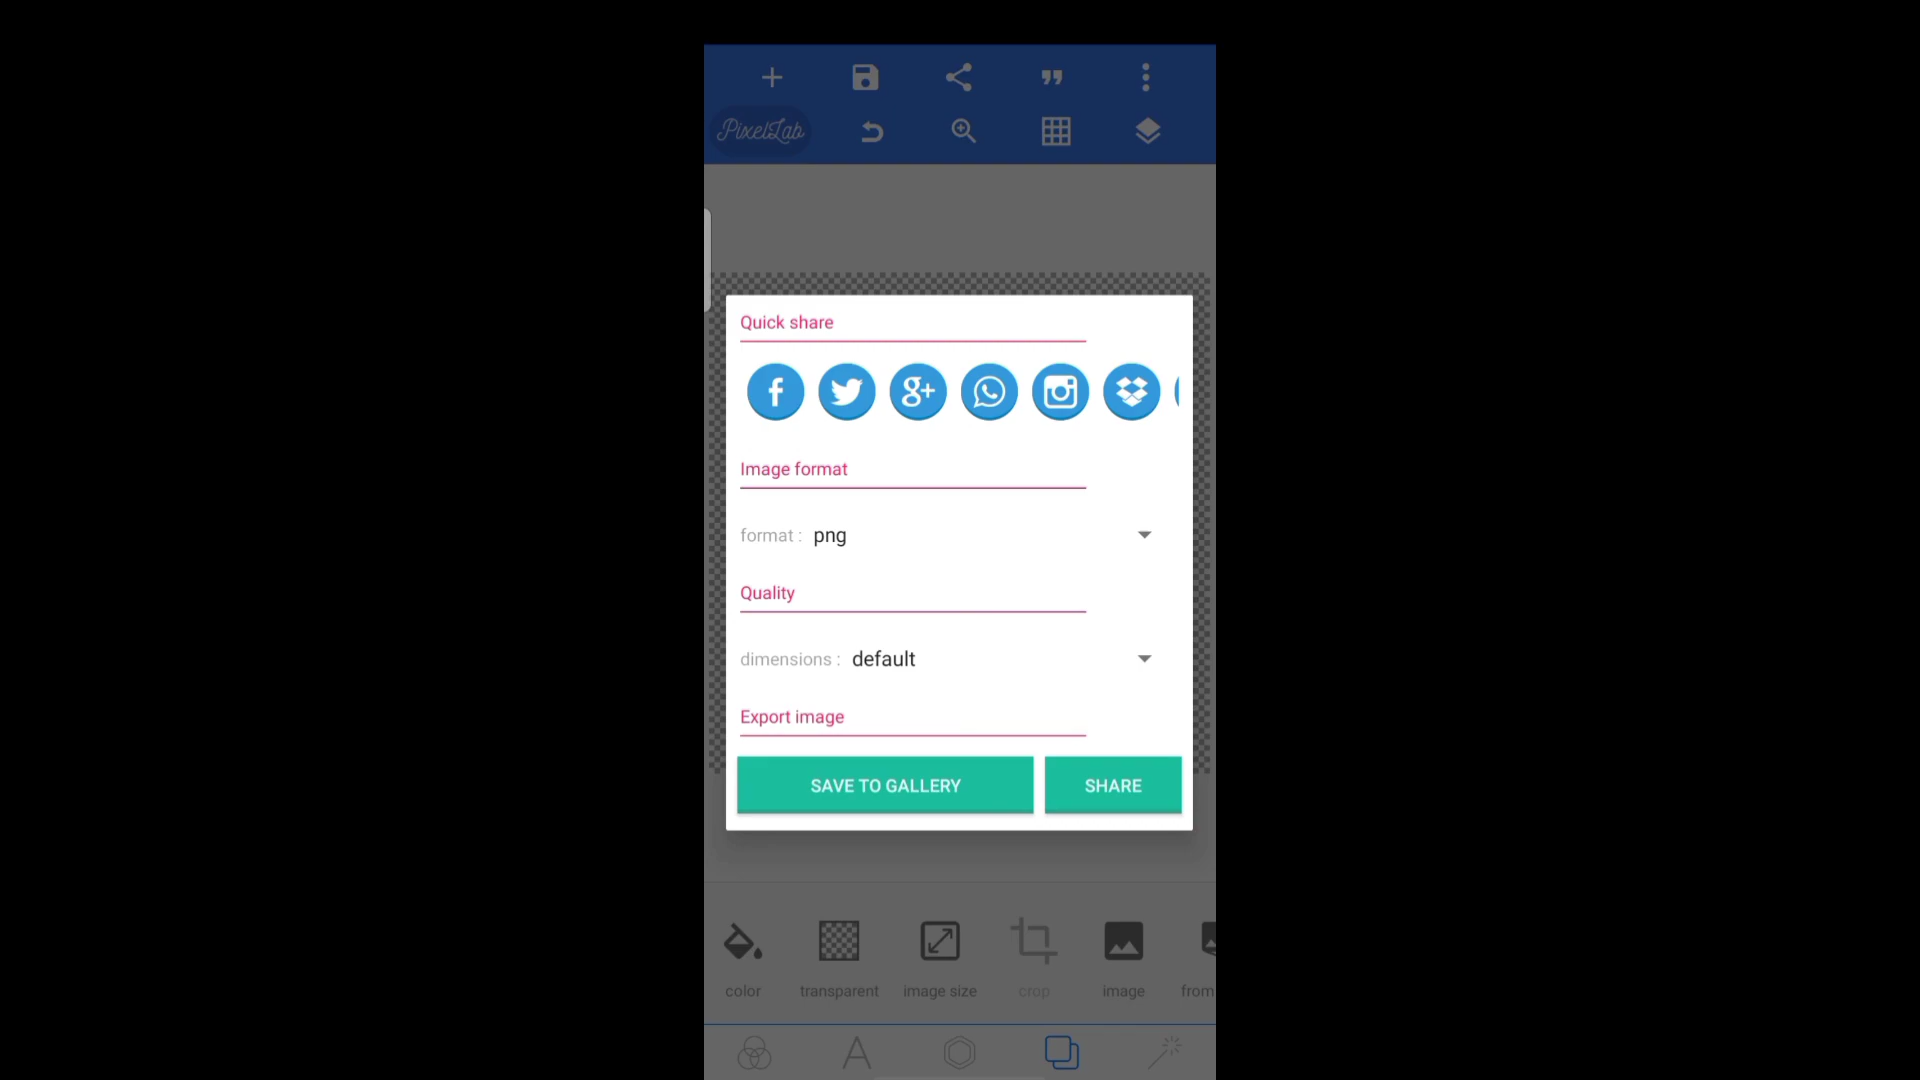 PixelLab
Quick share
Image format
format : png
Quality
dimensions : default
Export image
SAVE TO GALLERY SHARE
color transparent image size crop image from